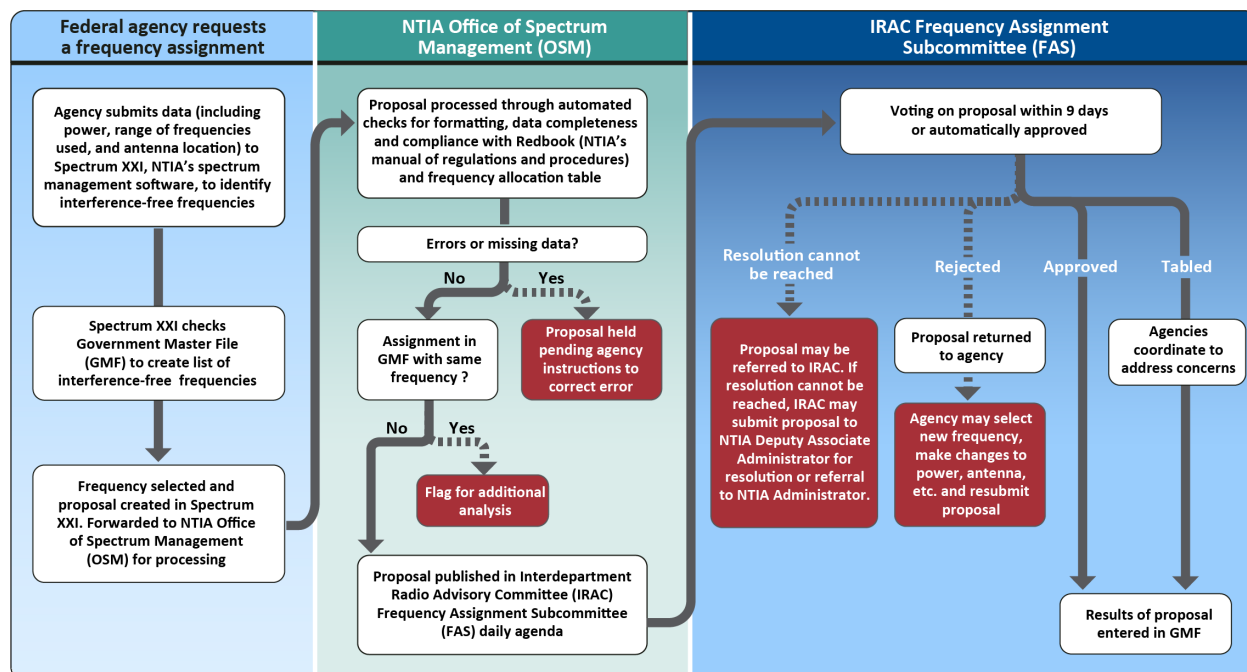 Federal agency requests
a frequency assignment
Agency submits data (including
power, range of frequencies
used, and antenna location) to
Spectrum XXI, NTIA's spectrum
management software, to identify
interference-free frequencies
Spectrum XXI checks
Government Master File
(GMF) to create list of
interference-free frequencies
Frequency selected and
proposal created in Spectrum
XXI. Forwarded to NTIA Office
of Spectrum Management
(OSM) for processing
NTIA Office of Spectrum
Management (OSM)
Proposal processed through automated
checks for formatting, data completeness
and compliance with Redbook (NTIA's
manual of regulations and procedures)
and frequency allocation table
Errors or missing data?
No
Yes
Assignment in
GMF with same
frequency ?
Proposal held
pending agency
instructions to
correct error
No
Yes
Flag for additional
analysis
Proposal published in Interdepartment
Radio Advisory Committee (IRAC)
Frequency Assignment Subcommittee
(FAS) daily agenda
IRAC Frequency Assignment
Subcommittee (FAS)
Voting on proposal within 9 days
or automatically approved
Resolution cannot
be reached
Rejected
Approved
Tabled
Proposal may be
referred to IRAC. If
resolution cannot be
reached, IRAC may
submit proposal to
NTIA Deputy Associate
Administrator for
resolution or referral
to NTIA Administrator.
Proposal returned
to agency
Agency may select
new frequency,
make changes to
power, antenna,
etc. and resubmit
proposal
Agencies
coordinate to
address concerns
Results of proposal
entered in GMF